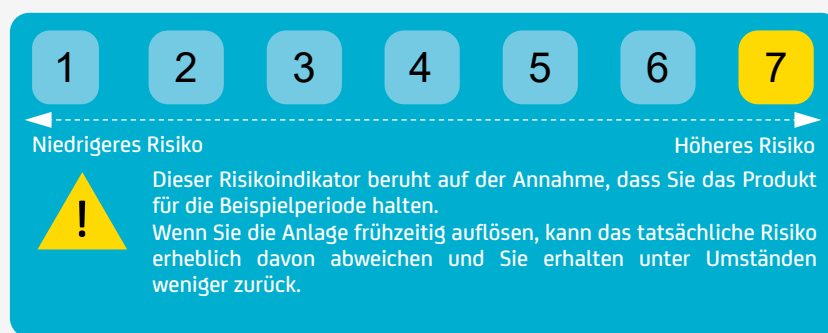 1 2 3 4 5 6 7
Niedrigeres Risiko Höheres Risiko
!
Dieser Risikoindikator beruht auf der Annahme, dass Sie das Produkt
für die Beispielperiode halten.
Wenn Sie die Anlage frühzeitig auflösen, kann das tatsächliche Risiko
erheblich davon abweichen und Sie erhalten unter Umständen
weniger zurück.